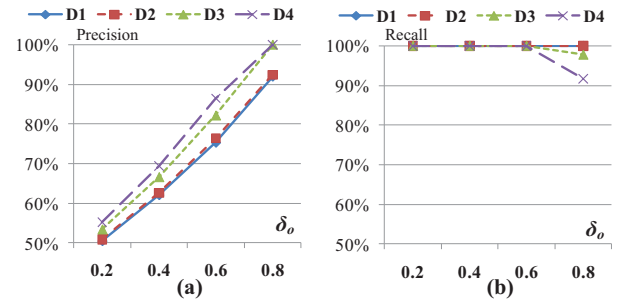 D1 D2 D3 D4
Precision
100%
90%
80%
70%
60%
50%
δo
0.2 0.4 0.6 0.8
(a)
D1 D2 D3 D4
Recall
100%
90%
80%
70%
60%
50%
δo
0.2 0.4 0.6 0.8
(b)